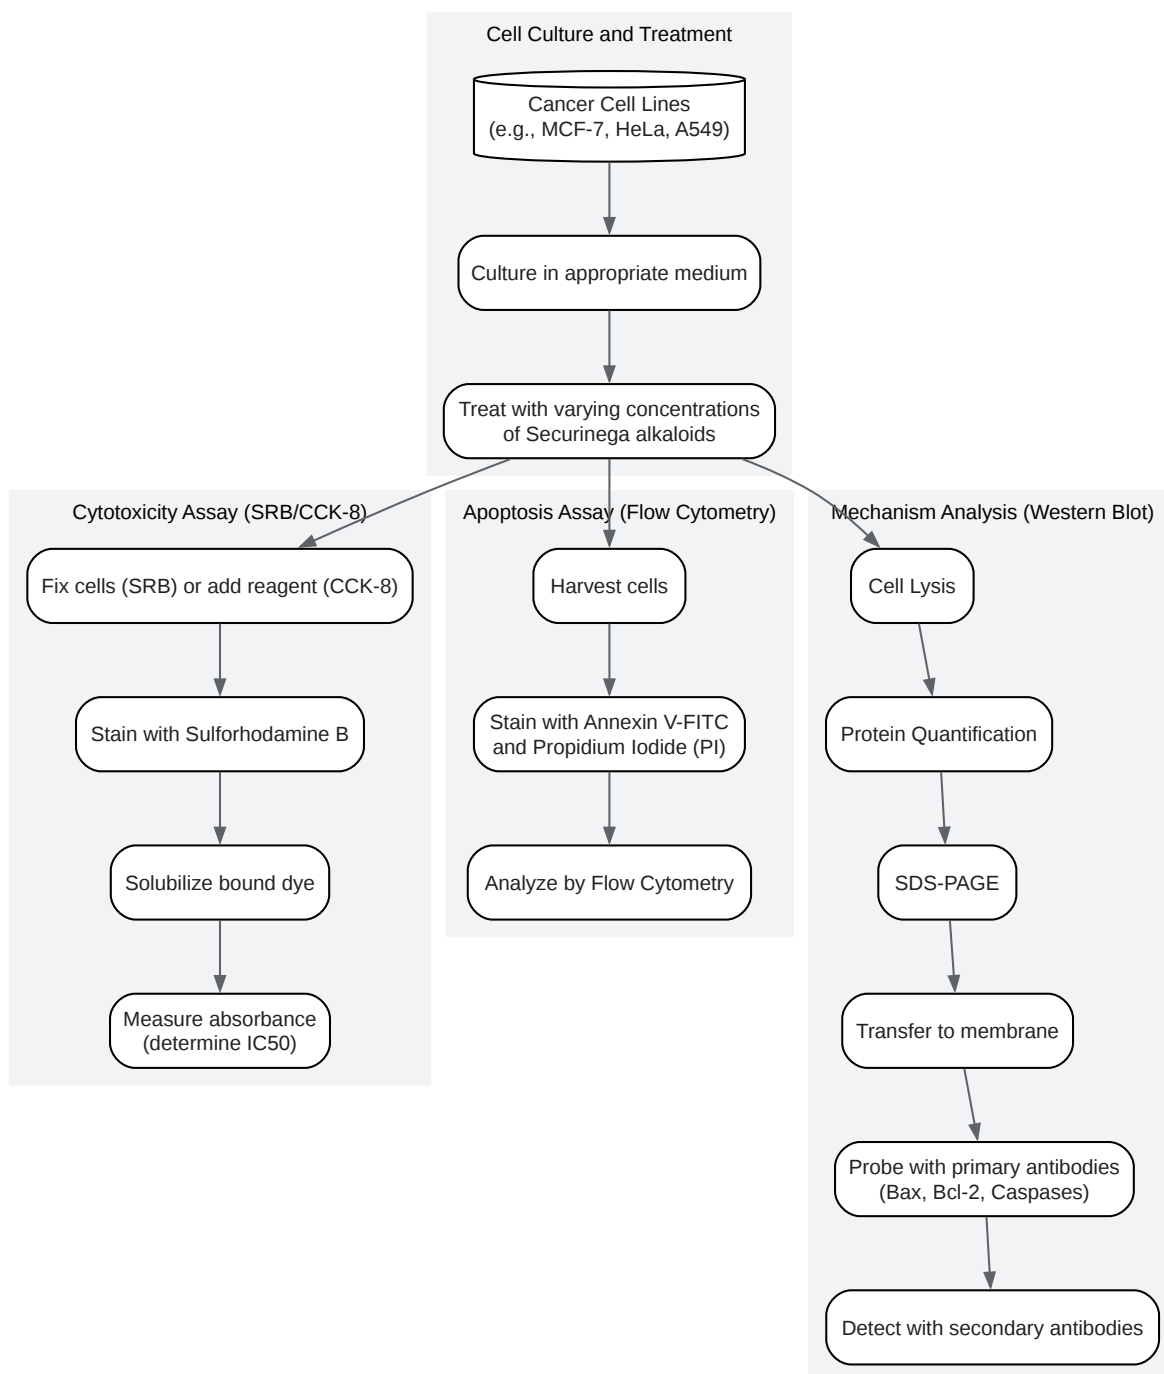 Cell Culture and Treatment
Cancer Cell Lines
(e.g., MCF-7, HeLa, A549)
Culture in appropriate medium
Treat with varying concentrations
of Securinega alkaloids
Cytotoxicity Assay (SRB/CCK-8)
Fix cells (SRB) or add reagent (CCK-8)
Stain with Sulforhodamine B
Solubilize bound dye
Measure absorbance
(determine IC50)
Apoptosis Assay (Flow Cytometry)
Harvest cells
Stain with Annexin V-FITC
and Propidium Iodide (PI)
Analyze by Flow Cytometry
Mechanism Analysis (Western Blot)
Cell Lysis
Protein Quantification
SDS-PAGE
Transfer to membrane
Probe with primary antibodies
(Bax, Bcl-2, Caspases)
Detect with secondary antibodies